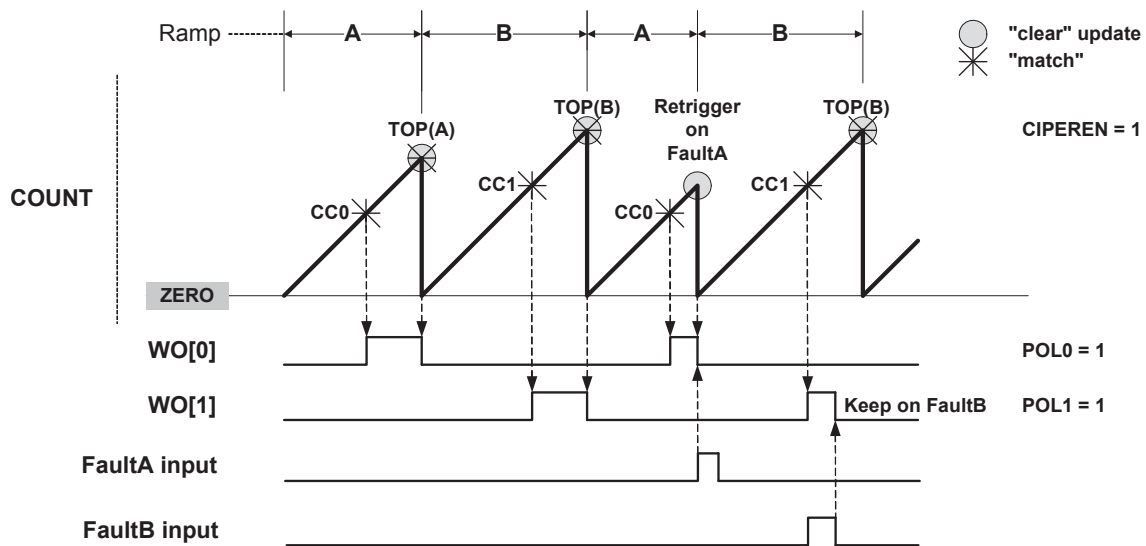 Ramp
A
B
A
B
"clear" update
"match"
TOP(A)
TOP(B)
Retrigger
on
FaultA
TOP(B)
CIPEREN = 1
COUNT
CC0
CC1
CC0
CC1
ZERO
WO[0]
POL0 = 1
WO[1]
Keep on FaultB
POL1 = 1
FaultA input
FaultB input